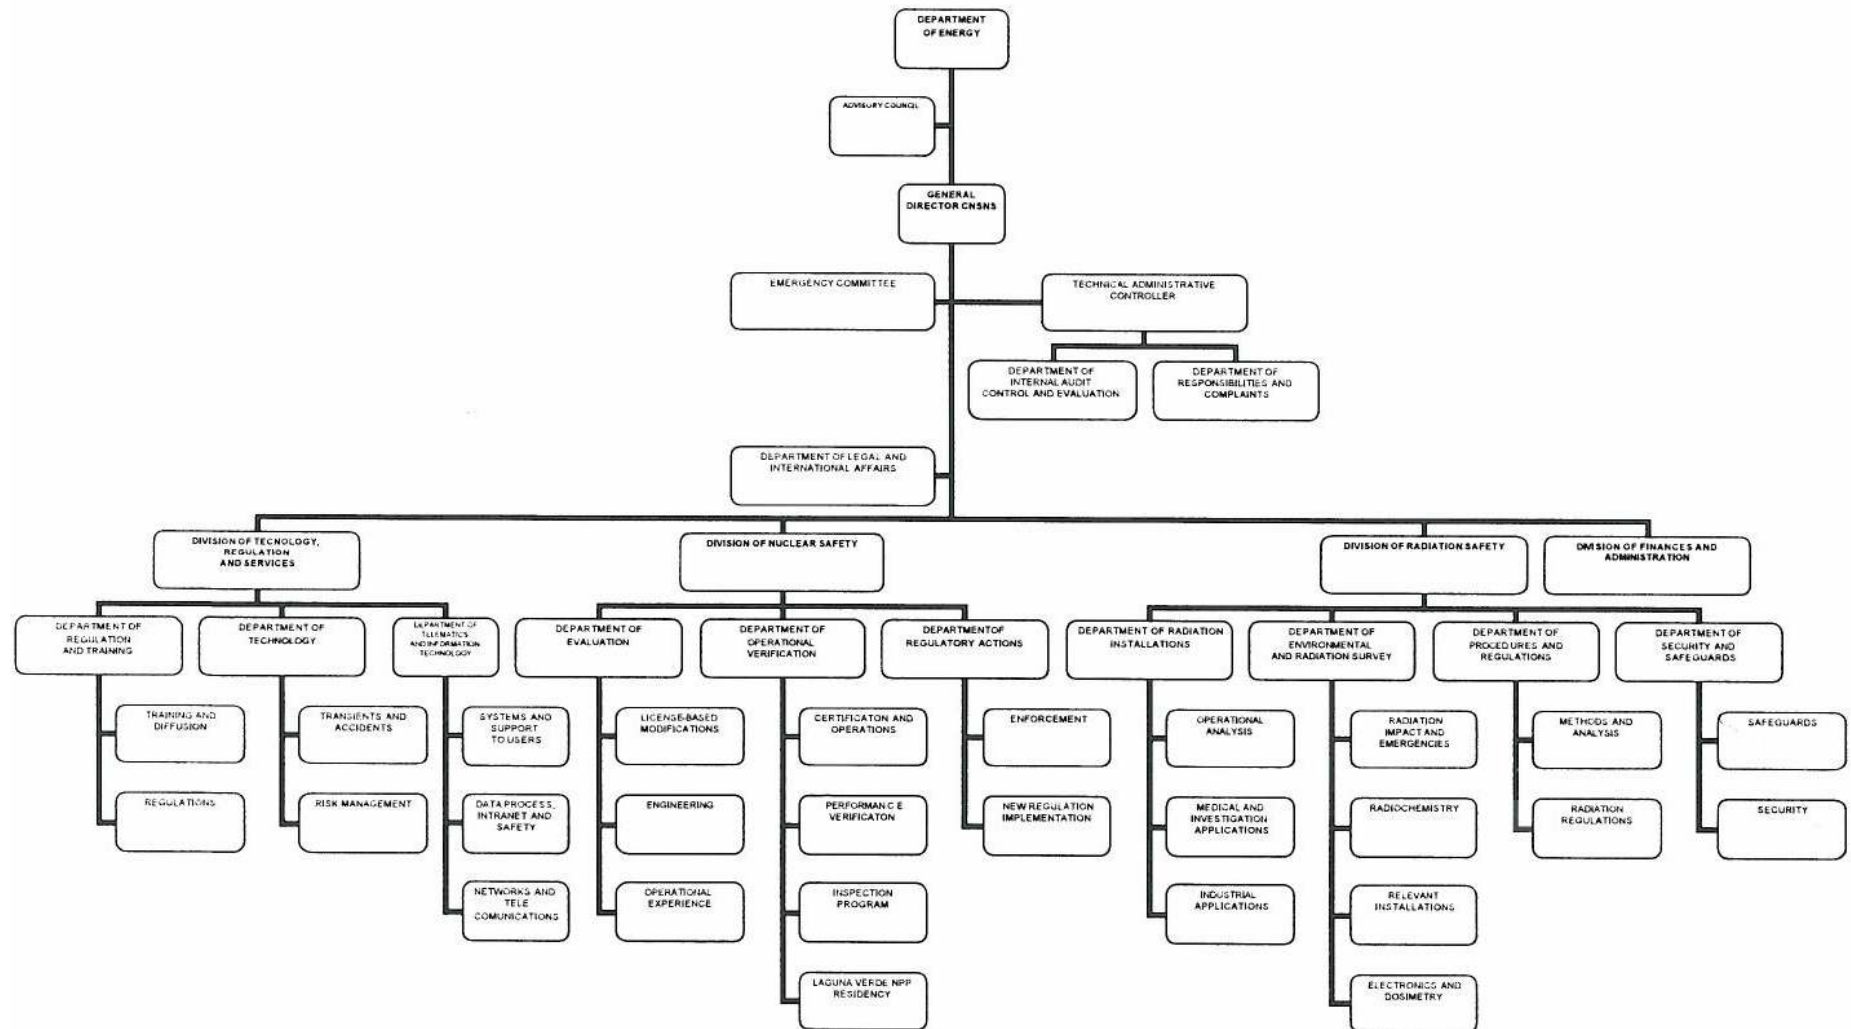 DEPARTMENT
OF ENERGY
ADVISORY COUNCIL
GENERAL
DIRECTOR CNSNS
EMERGENCY COMMITTEE
TECHNICAL ADMINISTRATIVE
CONTROLLER
DEPARTMENT OF
INTERNAL AUDIT
CONTROL AND EVALUATION
DEPARTMENT OF
RESPONSIBILITIES AND
COMPLAINTS
DEPARTMENT OF LEGAL AND
INTERNATIONAL AFFAIRS
DIVISION OF TECNOLOGY,
REGULATION
AND SERVICES
DIVISION OF NUCLEAR SAFETY
DIVISION OF RADIATION SAFETY
DIVISION OF FINANCES AND
ADMINISTRATION
DEPARTMENT OF
REGULATION
AND TRAINING
DEPARTMENT OF
TECHNOLOGY
DEPARTMENT OF
TELEMATICS
AND INFORMATION
TECHNOLOGY
DEPARTMENT OF
EVALUATION
DEPARTMENT OF
OPERATIONAL
VERIFICATION
DEPARTMENTOF
REGULATORY ACTIONS
DEPARTMENT OF RADIATION
INSTALLATIONS
DEPARTMENT OF
ENVIRONMENTAL
AND RADIATION SURVEY
DEPARTMENT OF
PROCEDURES AND
REGULATIONS
DEPARTMENT OF
SECURITY AND
SAFEGUARDS
TRAINING AND
DIFFUSION
REGULATIONS
TRANSIENTS AND
ACCIDENTS
RISK MANAGEMENT
SYSTEMS AND
SUPPORT
TO USERS
DATA PROCESS,
INTRANET AND
SAFETY
NETWORKS AND
TELE
COMUNICATIONS
LICENSE-BASED
MODIFICATIONS
ENGINEERING
OPERATIONAL
EXPERIENCE
CERTIFICATON AND
OPERATIONS
PERFORMANC E
VERIFICATON
INSPECTION
PROGRAM
LAGUNA VERDE NPP
RESIDENCY
ENFORCEMENT
NEW REGULATION
IMPLEMENTATION
OPERATIONAL
ANALYSIS
MEDICAL AND
INVESTIGATION
APPLICATIONS
INDUSTRIAL
APPLICATIONS
RADIATION
IMPACT AND
EMERGENCIES
RADIOCHEMISTRY
RELEVANT
INSTALLATIONS
ELECTRONICS AND
DOSIMETRY
METHODS AND
ANALYSIS
RADIATION
REGULATIONS
SAFEGUARDS
SECURITY